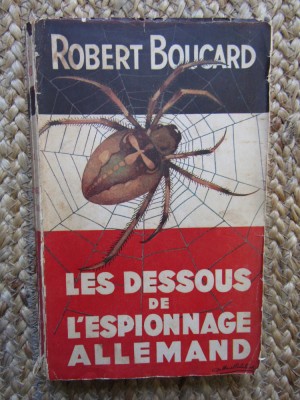 ROBERT BOUCARD
LES DESSOUS
DE
L'ESPIONNAGE
ALLEMAND